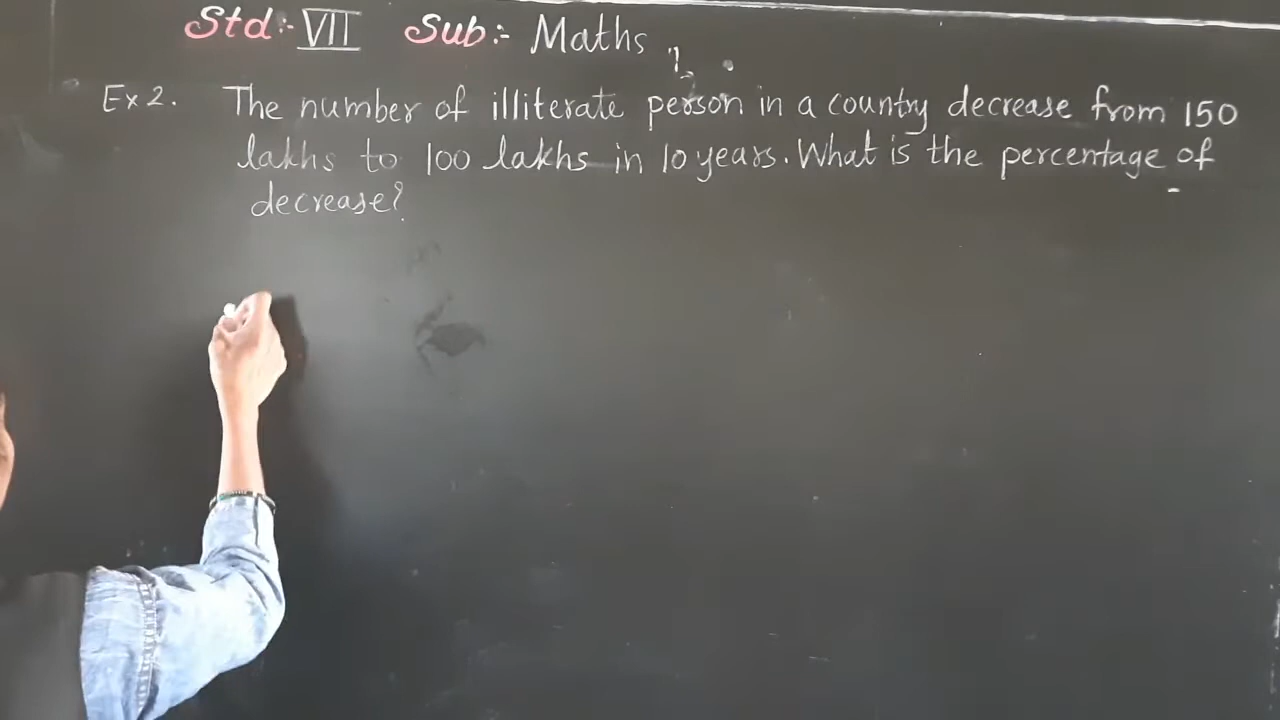 Std:- VII Sub:- Maths
Ex 2. The number of illiterate person in a country decrease from 150
lakhs to 100 lakhs in 10 years. What is the percentage of
decrease?